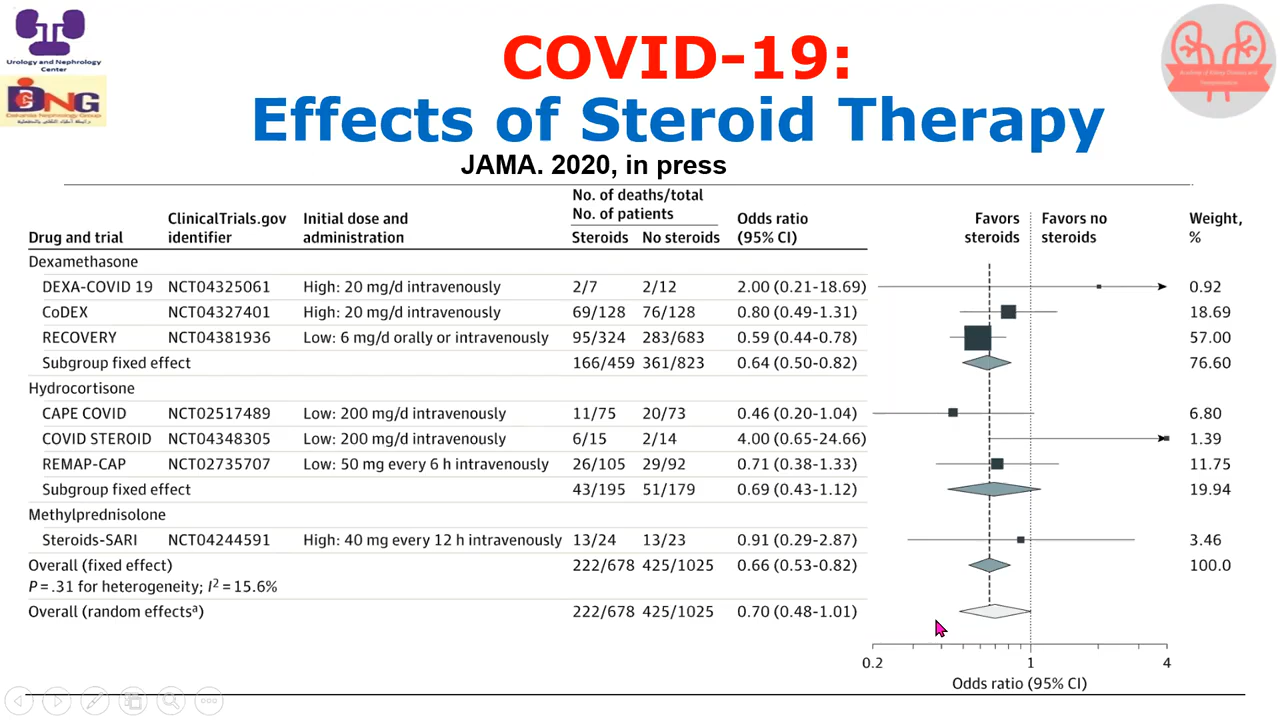 Urology and Nephrology
Center
DNG
Dakahlia Nephrology Group
COVID-19:
Effects of Steroid Therapy
JAMA. 2020, in press
No. of deaths/total
No. of patients
Drug and trial ClinicalTrials.gov identifier Initial dose and administration Steroids No steroids Odds ratio (95% CI) Favors steroids Favors no steroids Weight, %
Dexamethasone
DEXA-COVID 19 NCT04325061 High: 20 mg/d intravenously 2/7 2/12 2.00 (0.21-18.69) 0.92
CoDEX NCT04327401 High: 20 mg/d intravenously 69/128 76/128 0.80 (0.49-1.31) 18.69
RECOVERY NCT04381936 Low: 6 mg/d orally or intravenously 95/324 283/683 0.59 (0.44-0.78) 57.00
Subgroup fixed effect 166/459 361/823 0.64 (0.50-0.82) 76.60
Hydrocortisone
CAPE COVID NCT02517489 Low: 200 mg/d intravenously 11/75 20/73 0.46 (0.20-1.04) 6.80
COVID STEROID NCT04348305 Low: 200 mg/d intravenously 6/15 2/14 4.00 (0.65-24.66) 1.39
REMAP-CAP NCT02735707 Low: 50 mg every 6 h intravenously 26/105 29/92 0.71 (0.38-1.33) 11.75
Subgroup fixed effect 43/195 51/179 0.69 (0.43-1.12) 19.94
Methylprednisolone
Steroids-SARI NCT04244591 High: 40 mg every 12 h intravenously 13/24 13/23 0.91 (0.29-2.87) 3.46
Overall (fixed effect) 222/678 425/1025 0.66 (0.53-0.82) 100.0
P = .31 for heterogeneity; I² = 15.6%
Overall (random effectsᵃ) 222/678 425/1025 0.70 (0.48-1.01)
0.2 1 4
Odds ratio (95% CI)